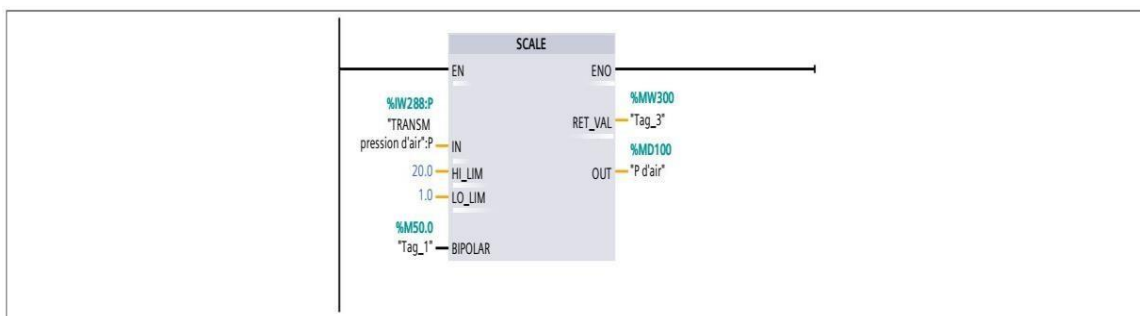 SCALE
EN ENO
%IW288:P
"TRANSM
pression d'air":P
IN
20.0 HI_LIM
1.0 LO_LIM
%M50.0
"Tag_1" BIPOLAR
%MW300
RET_VAL "Tag_3"
%MD100
OUT "P d'air"